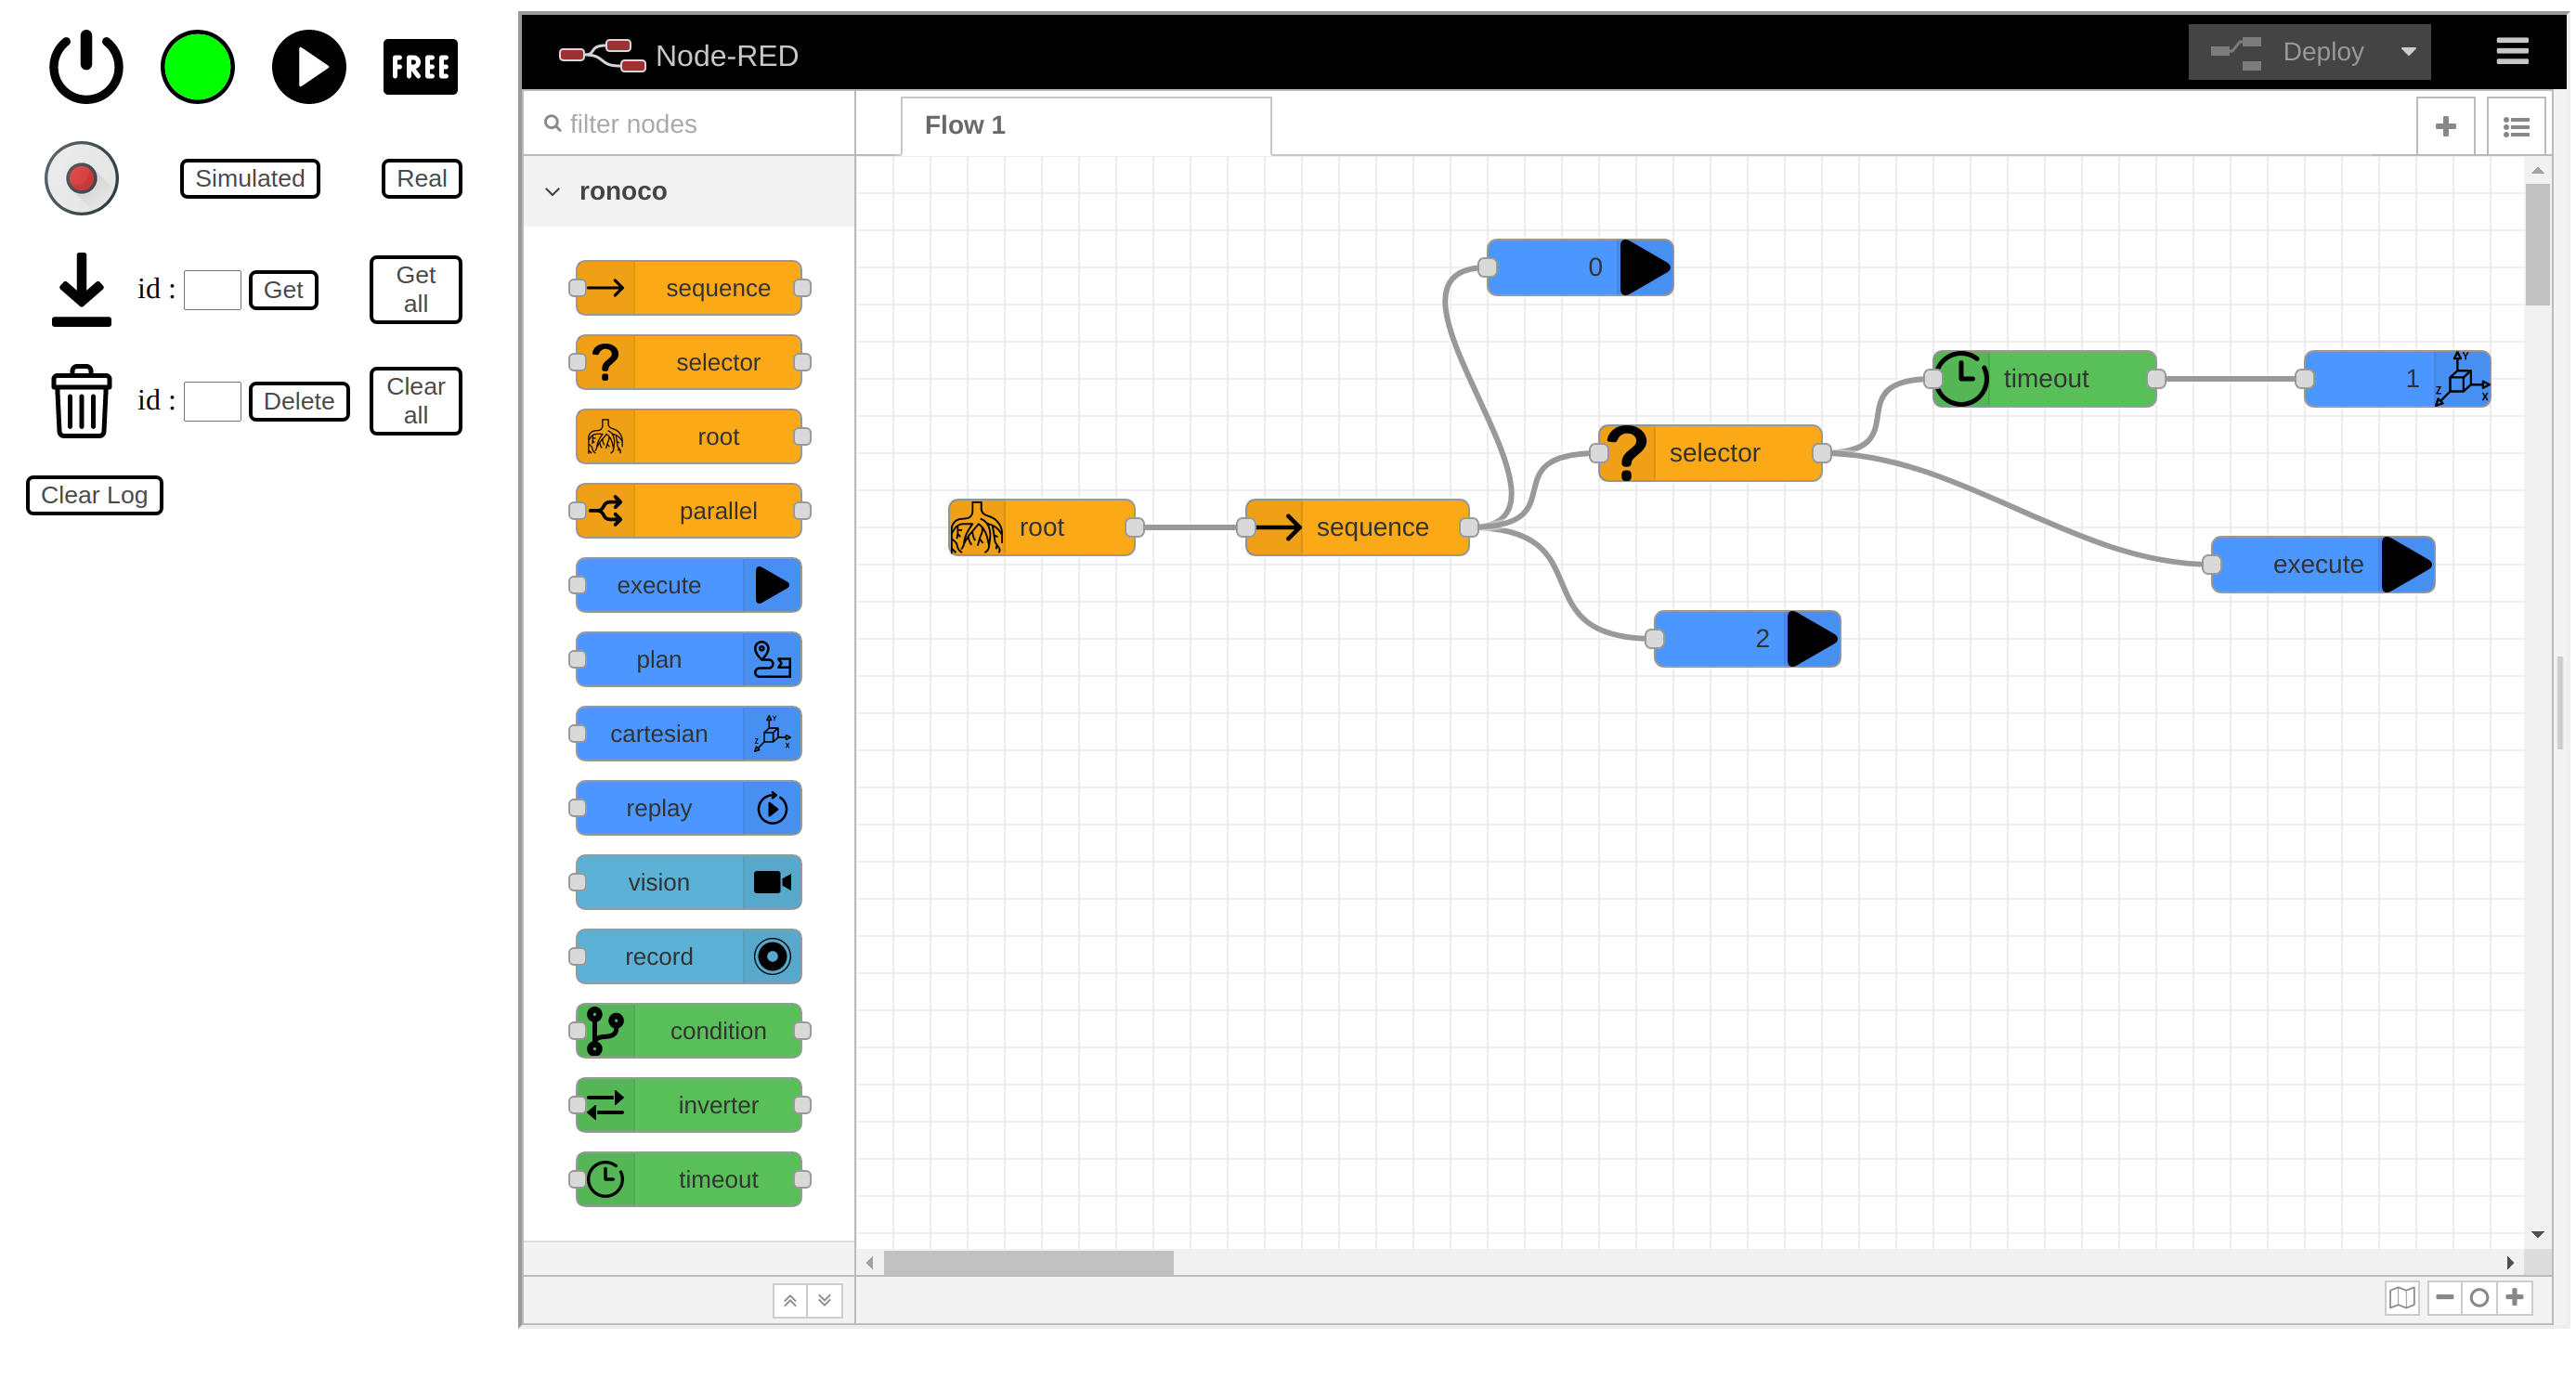 FREE
Simulated
Real
id :
Get
Get
all
id :
Delete
Clear
all
Clear Log
Node-RED
Deploy
filter nodes
Flow 1
ronoco
sequence
selector
root
parallel
execute
plan
cartesian
Y
Z
X
replay
vision
record
condition
inverter
timeout
0
timeout
1
Y
Z
X
selector
root
sequence
execute
2